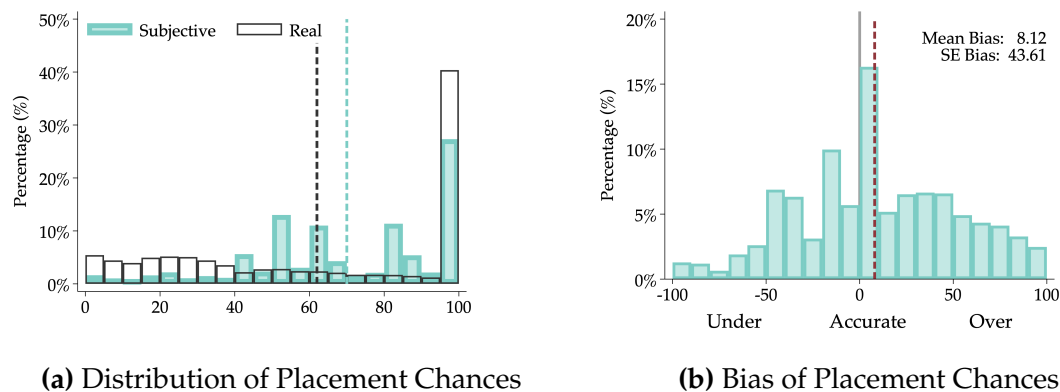 50%
40%
30%
20%
10%
0%
Percentage (%)
Subjective Real
0 20 40 60 80 100
(a) Distribution of Placement Chances
20%
15%
10%
5%
0%
Percentage (%)
Mean Bias: 8.12
SE Bias: 43.61
-100 -50 0 50 100
Under Accurate Over
(b) Bias of Placement Chances